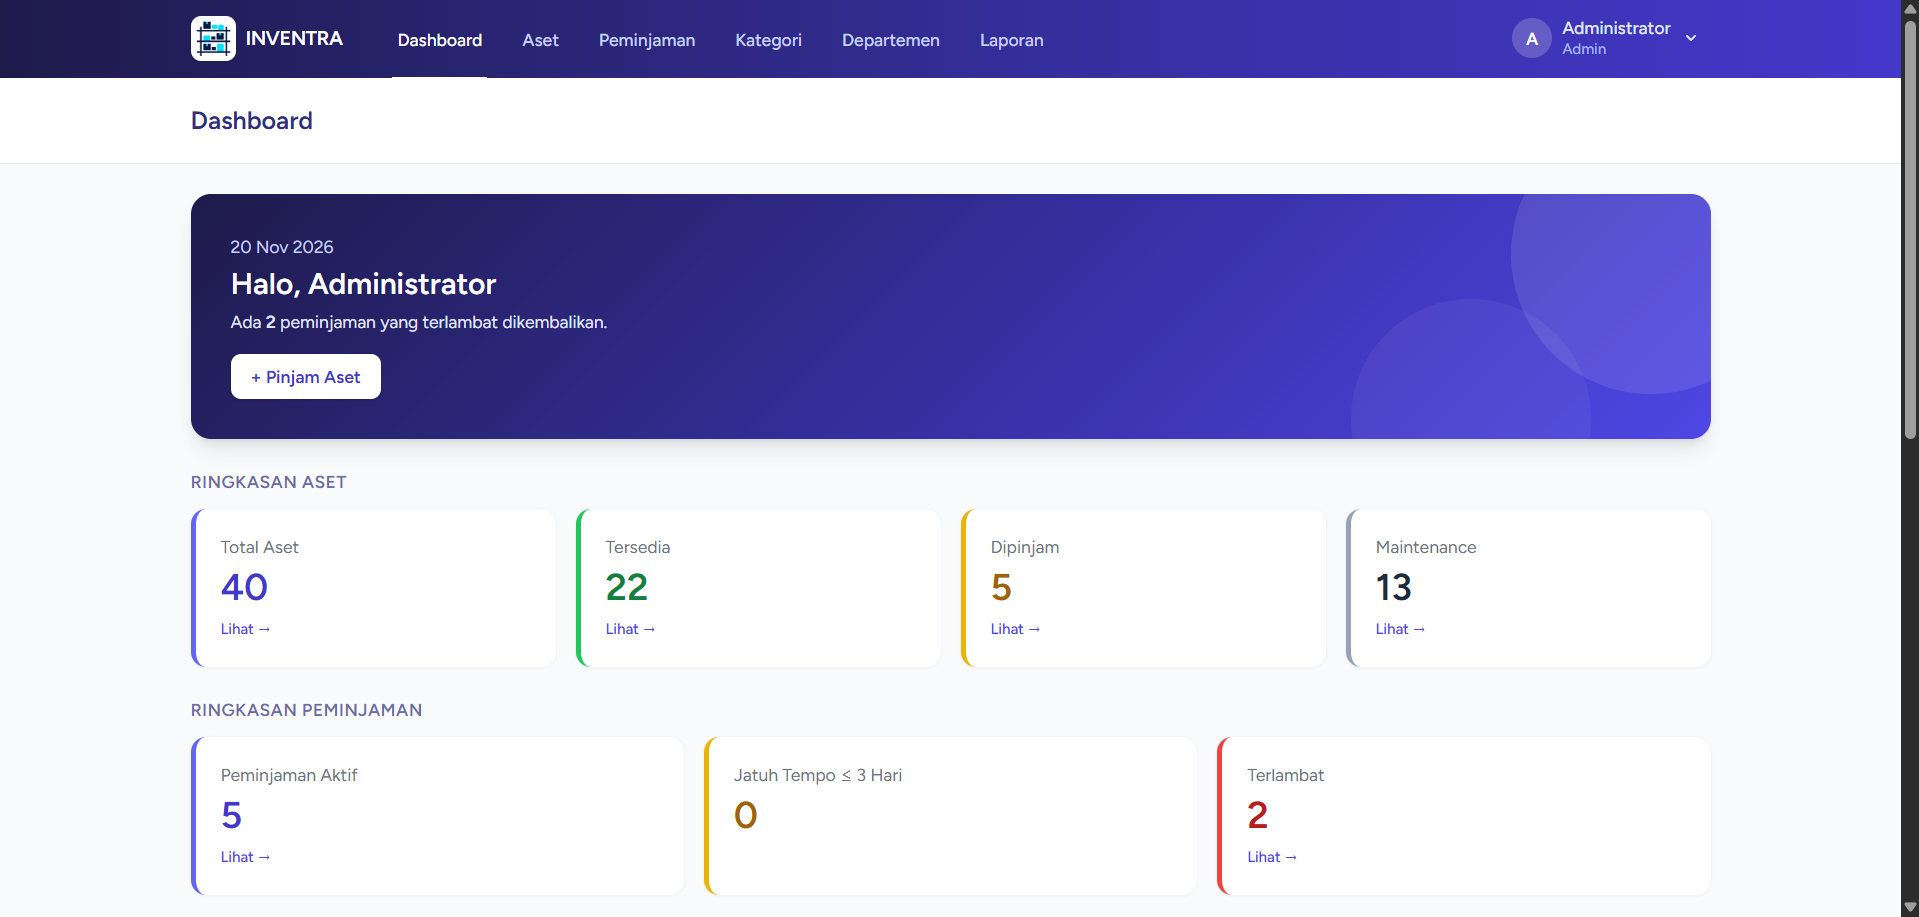 INVENTRA
Dashboard
Aset
Peminjaman
Kategori
Departemen
Laporan
A
Administrator
Admin
Dashboard
20 Nov 2026
Halo, Administrator
Ada 2 peminjaman yang terlambat dikembalikan.
+ Pinjam Aset
RINGKASAN ASET
Total Aset
40
Lihat →
Tersedia
22
Lihat →
Dipinjam
5
Lihat →
Maintenance
13
Lihat →
RINGKASAN PEMINJAMAN
Peminjaman Aktif
5
Lihat →
Jatuh Tempo ≤ 3 Hari
0
Terlambat
2
Lihat →